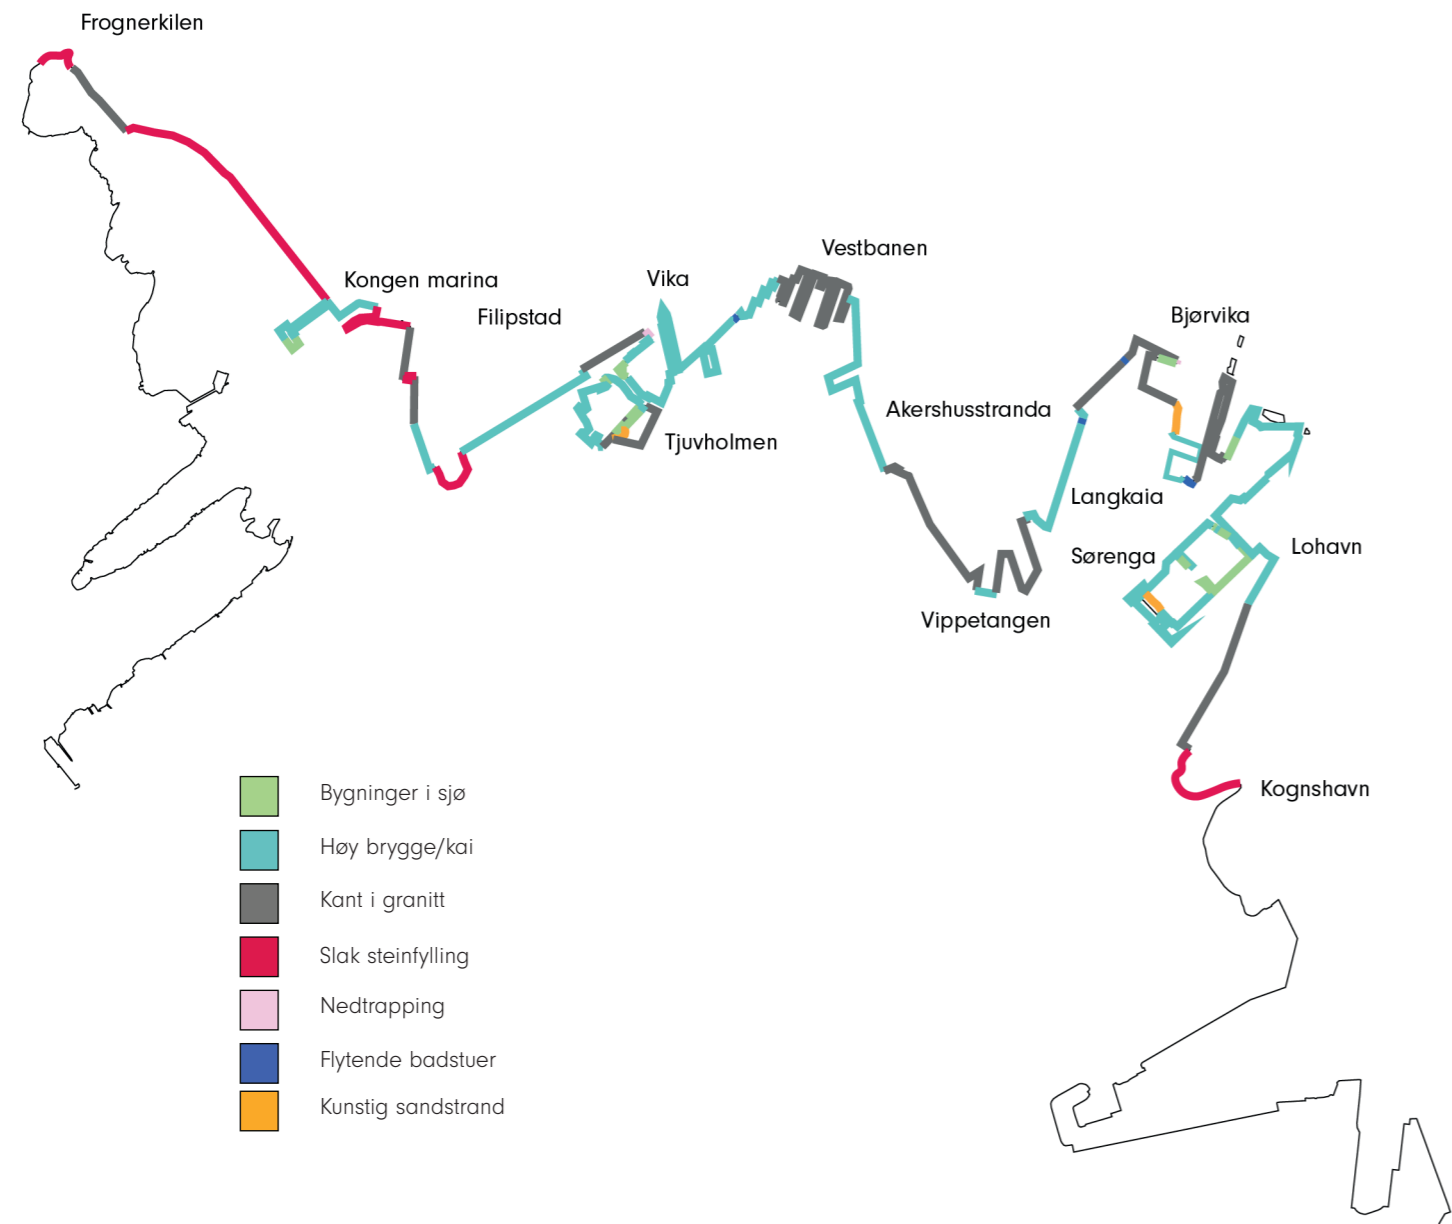 Frognerkilen
Vestbanen
Kongen marina
Vika
Filipstad
Bjørvika
Akershusstranda
Tjuvholmen
Langkaia
Sørenga
Lohavn
Vippetangen
Kognshavn
Bygninger i sjø
Høy brygge/kai
Kant i granitt
Slak steinfylling
Nedtrapping
Flytende badstuer
Kunstig sandstrand